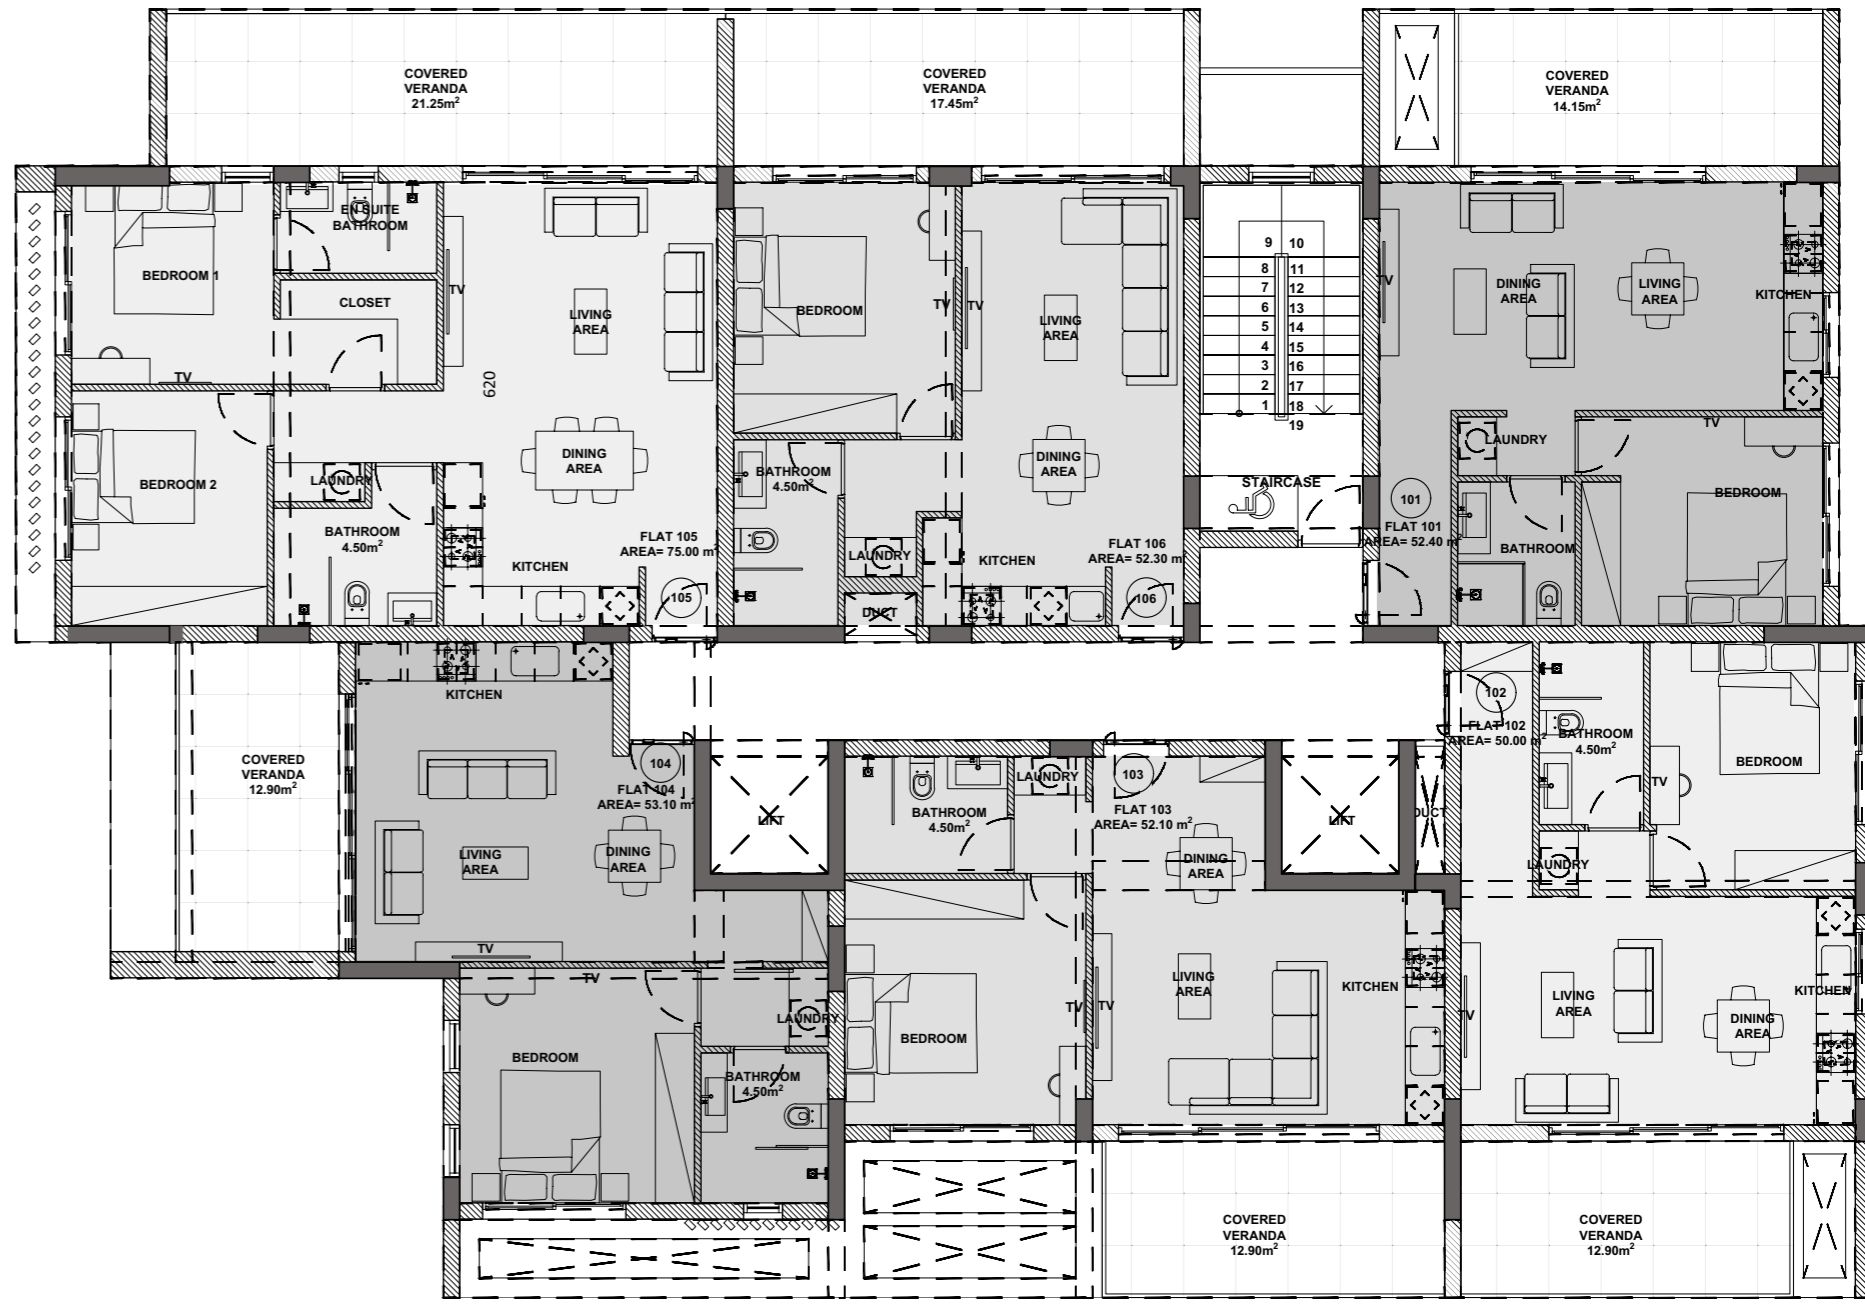 COVERED
VERANDA
21.25m²
COVERED
VERANDA
17.45m²
COVERED
VERANDA
14.15m²
EN SUITE
BATHROOM
BEDROOM 1
CLOSET
TV
TV
LIVING
AREA
620
BEDROOM 2
LAUNDRY
BATHROOM
4.50m²
DINING
AREA
KITCHEN
FLAT 105
AREA= 75.00 m²
105
BEDROOM
TV
TV
LIVING
AREA
BATHROOM
4.50m²
DINING
AREA
LAUNDRY
DUCT
KITCHEN
FLAT 106
AREA= 52.30 m²
106
9 10
8 11
7 12
6 13
5 14
4 15
3 16
2 17
1 18
19
STAIRCASE
TV
DINING
AREA
LIVING
AREA
KITCHEN
LAUNDRY
TV
101
FLAT 101
AREA= 52.40 m²
BATHROOM
BEDROOM
KITCHEN
COVERED
VERANDA
12.90m²
104
FLAT 104
AREA= 53.10 m²
LIVING
AREA
DINING
AREA
TV
LIFT
TV
BEDROOM
LAUNDRY
BATHROOM
4.50m²
BATHROOM
4.50m²
LAUNDRY
103
FLAT 103
AREA= 52.10 m²
DINING
AREA
LIFT
DUCT
BEDROOM
TV
TV
LIVING
AREA
KITCHEN
102
FLAT 102
AREA= 50.00 m²
BATHROOM
4.50m²
TV
BEDROOM
LAUNDRY
TV
LIVING
AREA
KITCHEN
DINING
AREA
COVERED
VERANDA
12.90m²
COVERED
VERANDA
12.90m²